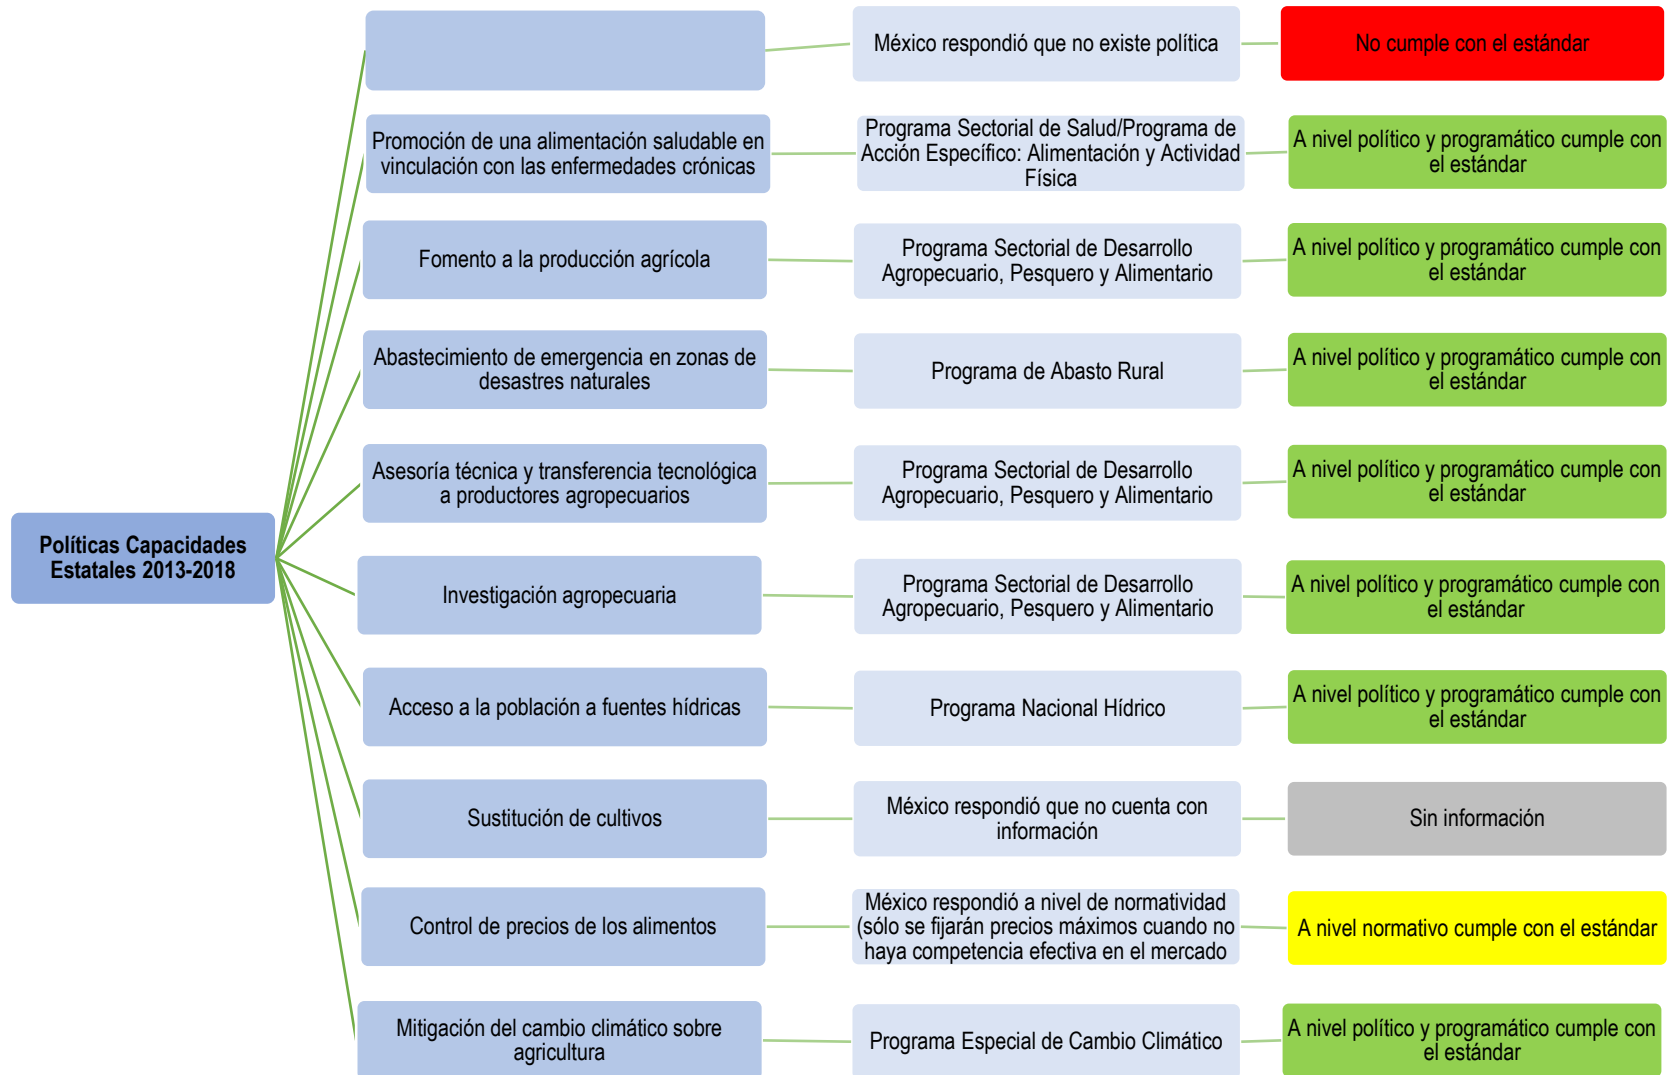 México respondió que no existe política
No cumple con el estándar
Promoción de una alimentación saludable en
vinculación con las enfermedades crónicas
Programa Sectorial de Salud/Programa de
Acción Específico: Alimentación y Actividad
Física
A nivel político y programático cumple con
el estándar
Fomento a la producción agrícola
Programa Sectorial de Desarrollo
Agropecuario, Pesquero y Alimentario
A nivel político y programático cumple con
el estándar
Abastecimiento de emergencia en zonas de
desastres naturales
Programa de Abasto Rural
A nivel político y programático cumple con
el estándar
Asesoría técnica y transferencia tecnológica
a productores agropecuarios
Programa Sectorial de Desarrollo
Agropecuario, Pesquero y Alimentario
A nivel político y programático cumple con
el estándar
Políticas Capacidades
Estatales 2013-2018
Investigación agropecuaria
Programa Sectorial de Desarrollo
Agropecuario, Pesquero y Alimentario
A nivel político y programático cumple con
el estándar
Acceso a la población a fuentes hídricas
Programa Nacional Hídrico
A nivel político y programático cumple con
el estándar
Sustitución de cultivos
México respondió que no cuenta con
información
Sin información
Control de precios de los alimentos
México respondió a nivel de normatividad
(sólo se fijarán precios máximos cuando no
haya competencia efectiva en el mercado
A nivel normativo cumple con el estándar
Mitigación del cambio climático sobre
agricultura
Programa Especial de Cambio Climático
A nivel político y programático cumple con
el estándar